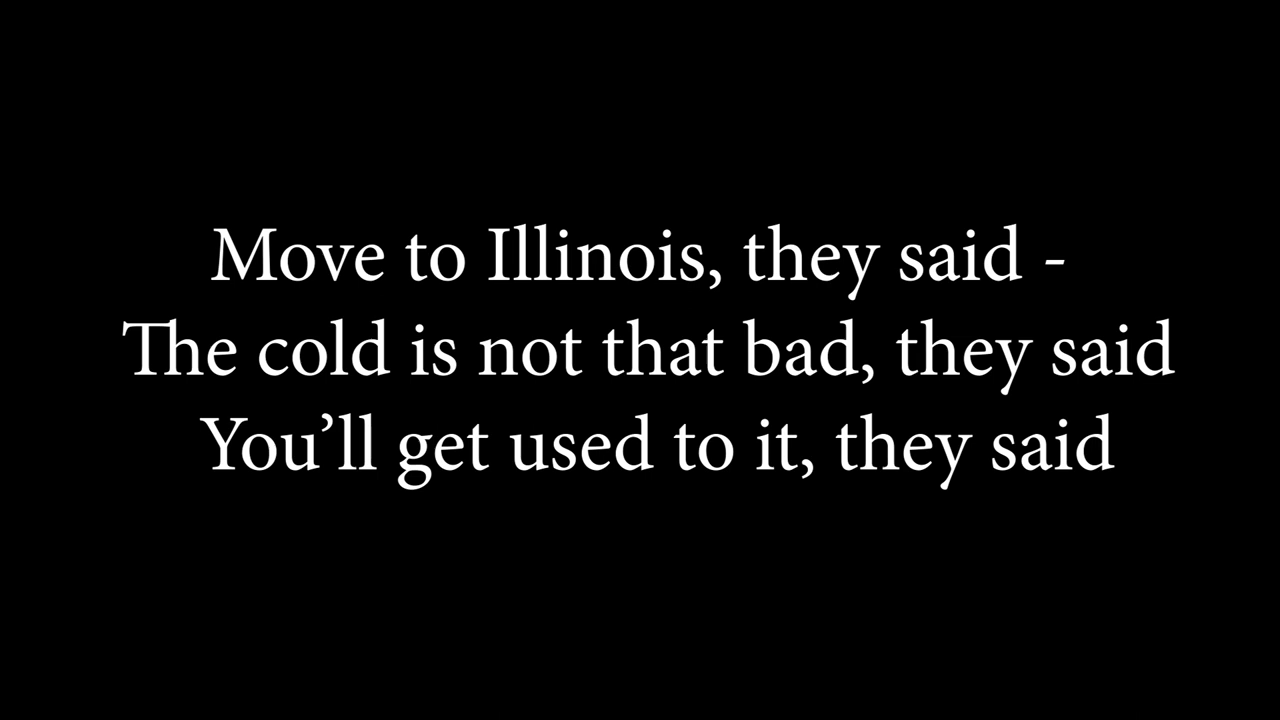 Move to Illinois, they said -
The cold is not that bad, they said
You’ll get used to it, they said